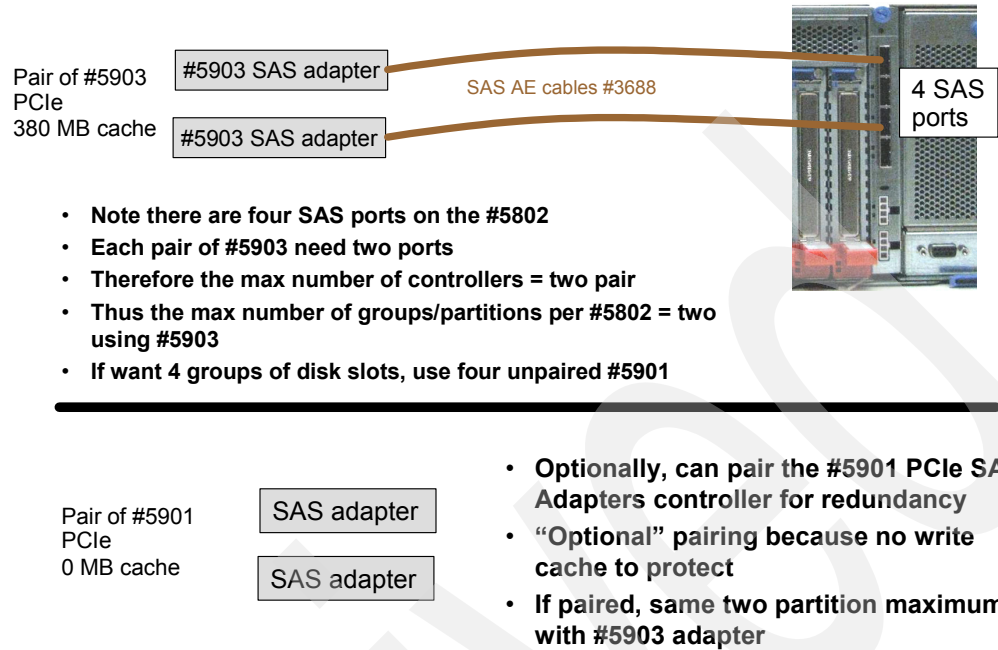 Pair of #5903
PCIe
380 MB cache
#5903 SAS adapter
#5903 SAS adapter
SAS AE cables #3688
4 SAS
ports
• Note there are four SAS ports on the #5802
• Each pair of #5903 need two ports
• Therefore the max number of controllers = two pair
• Thus the max number of groups/partitions per #5802 = two
using #5903
• If want 4 groups of disk slots, use four unpaired #5901
Pair of #5901
PCIe
0 MB cache
SAS adapter
SAS adapter
• Optionally, can pair the #5901 PCIe SA
Adapters controller for redundancy
• “Optional” pairing because no write
cache to protect
• If paired, same two partition maximum
with #5903 adapter